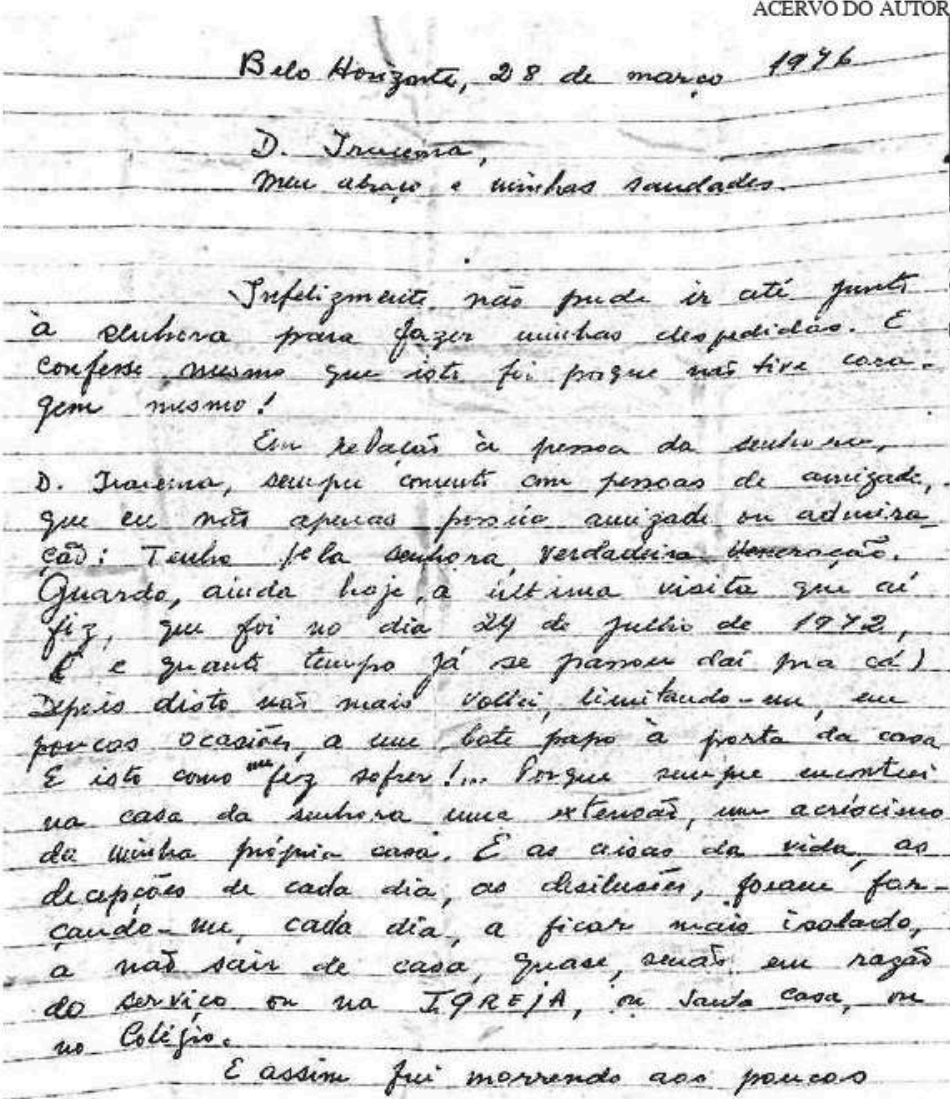 ACERVO DO AUTOR
Belo Horizonte, 28 de março 1976
D. Iracema,
meu abraço e minhas saudades.
Infelizmente não pude ir até junto
à senhora para fazer minhas despedidas. E
confesso mesmo que isto foi porque não tive cora-
gem mesmo!
Em relação à pessoa da senhora,
D. Iracema, sempre comentei com pessoas de amizade,
que eu não apenas possuia amizade ou admira
ção: Tenho pela senhora, verdadeira veneração.
Guardo, ainda hoje, a última visita que aí
fiz, que foi no dia 24 de julho de 1972,
E e quanto tempo já se passou daí pra cá!
Depois disto não mais voltei, limitando-me, em
poucas ocasiões, a um bate papo à porta da casa
E isto como me fez sofrer!... Porque sempre encontrei
na casa da senhora uma extensão, um acréscimo
da minha própria casa. E as coisas da vida, as
decepções de cada dia, as desilusões, foram for-
çando-me, cada dia, a ficar mais isolado,
a não sair de casa, quase, senão em razão
do serviço ou na IGREJA, ou Santa Casa, ou
no Colégio.
E assim fui morrendo aos poucos